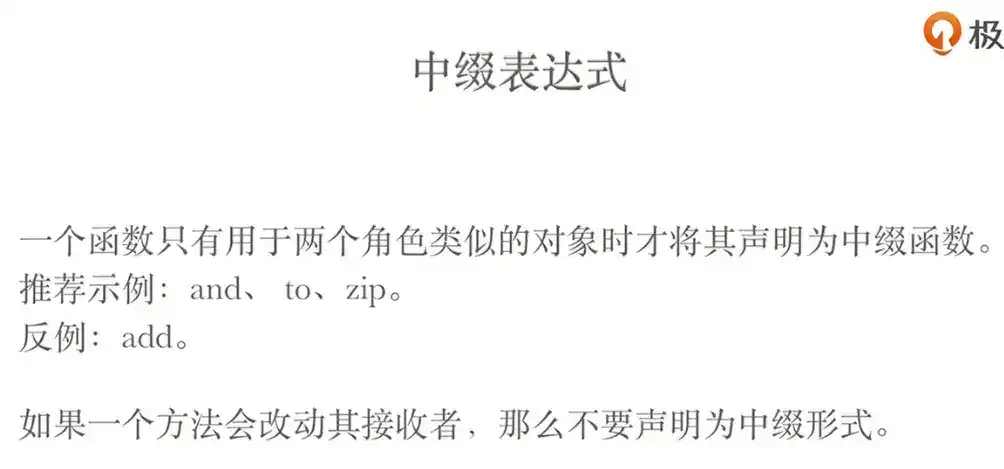 极
中缀表达式
一个函数只有用于两个角色类似的对象时才将其声明为中缀函数。
推荐示例：and、 to、zip。
反例：add。
如果一个方法会改动其接收者，那么不要声明为中缀形式。